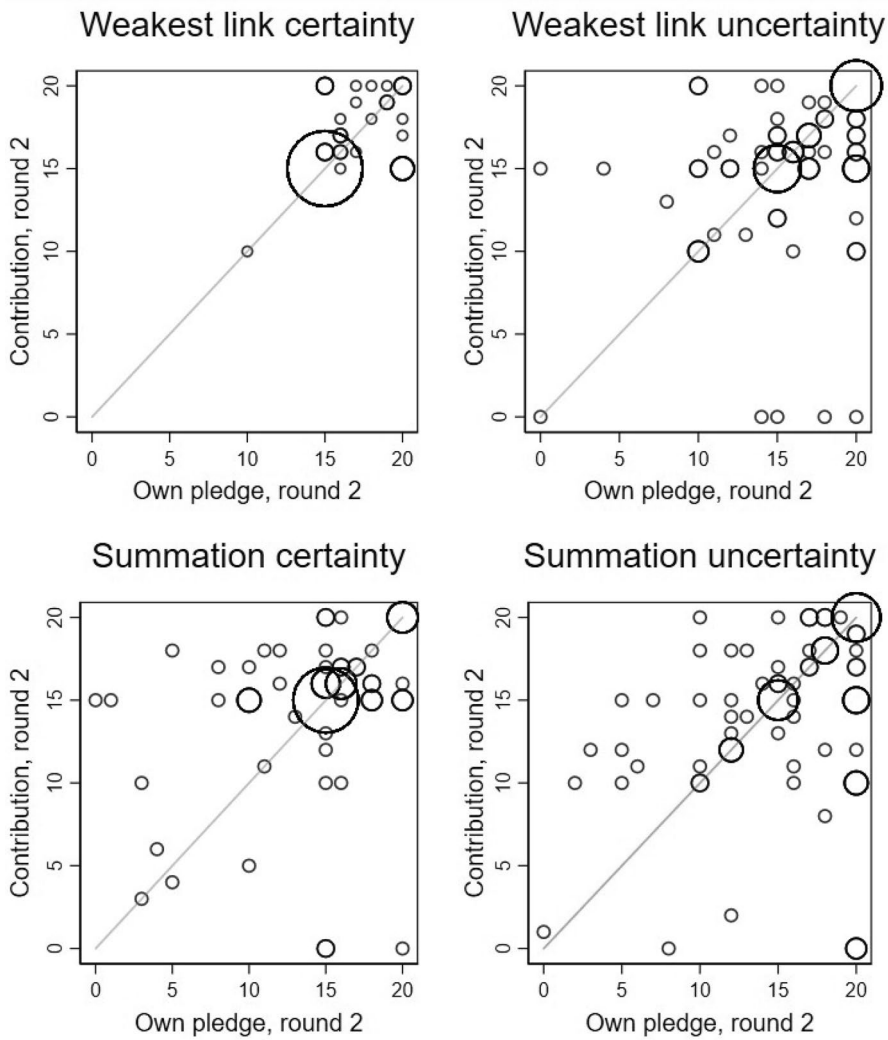 Weakest link certainty
Contribution, round 2
20
15
10
5
0
0 5 10 15 20
Own pledge, round 2
Weakest link uncertainty
Contribution, round 2
20
15
10
5
0
0 5 10 15 20
Own pledge, round 2
Summation certainty
Contribution, round 2
20
15
10
5
0
0 5 10 15 20
Own pledge, round 2
Summation uncertainty
Contribution, round 2
20
15
10
5
0
0 5 10 15 20
Own pledge, round 2